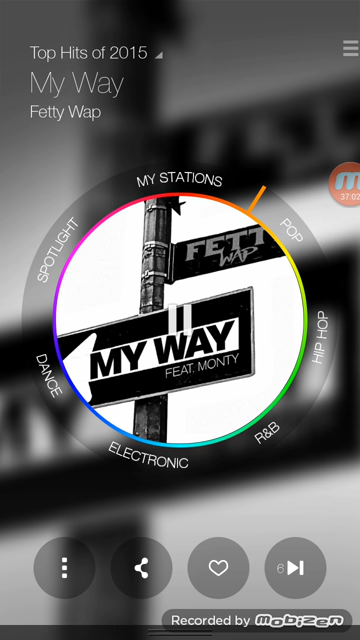 Top Hits of 2015
My Way
Fetty Wap
MY STATIONS
SPOTLIGHT
POP
FETTY
WAP
HIP HOP
MY WAY
FEAT. MONTY
DANCE
R&B
ELECTRONIC
37.02
6
Recorded by Mobizen